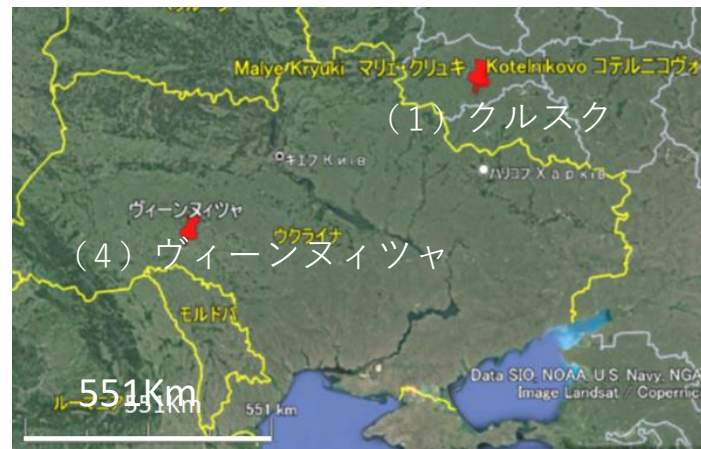 Malye Kryuki マリェ・クリュキ Kotelnikovo コテルニコヴォ
(1) クルスク
キエフ Київ
ハリコフ Харків
ヴィーンヌィツャ
ウクライナ
(4) ヴィーンヌィツャ
モルドバ
Data SIO, NOAA, U.S. Navy, NGA
Image Landsat / Copernic
551Km
551Km
551 km